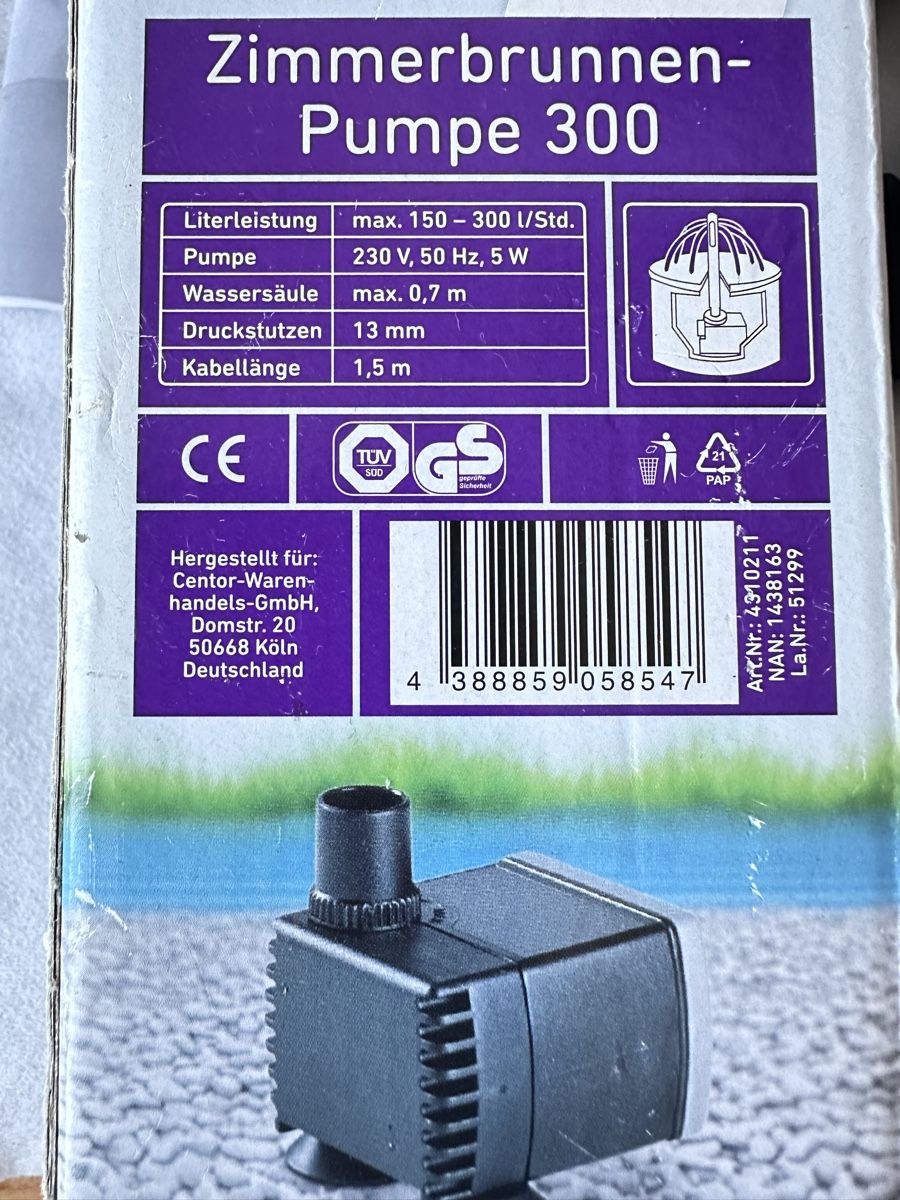 Zimmerbrunnen-
Pumpe 300
Literleistung max. 150 – 300 l/Std.
Pumpe 230 V, 50 Hz, 5 W
Wassersäule max. 0,7 m
Druckstutzen 13 mm
Kabellänge 1,5 m
CE
TÜV
SÜD
GS
geprüfte
Sicherheit
21
PAP
Hergestellt für:
Centor-Waren-
handels-GmbH,
Domstr. 20
50668 Köln
Deutschland
4 388859 058547
Art.Nr.: 4310211
NAN: 1438163
La.Nr.: 51299